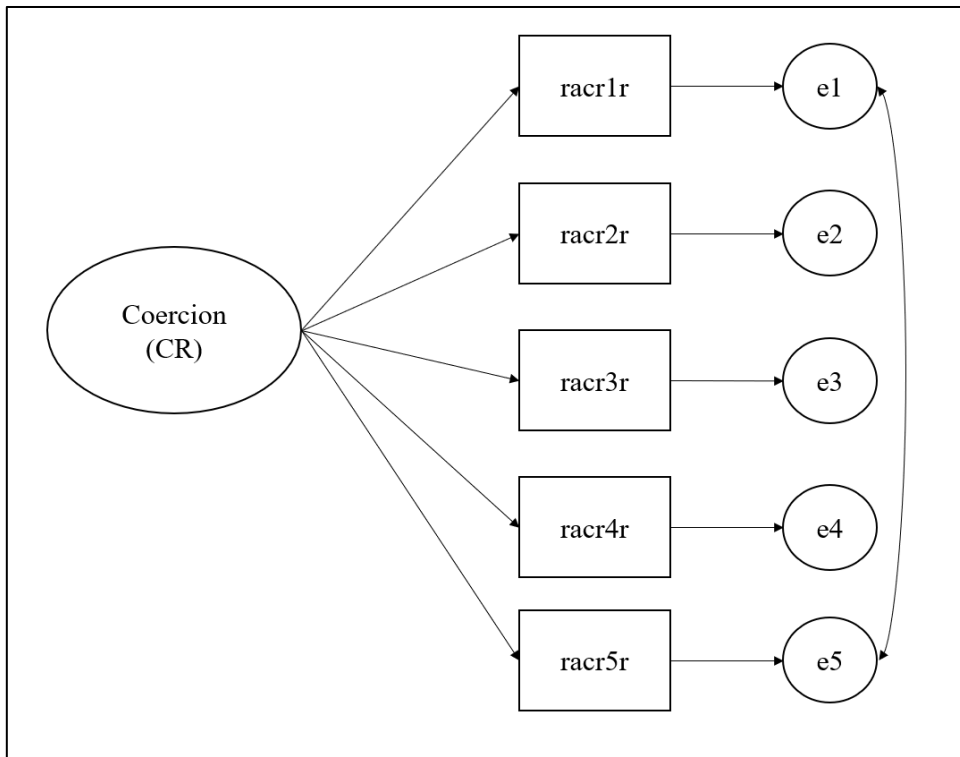 Coercion
(CR)
racr1r
e1
racr2r
e2
racr3r
e3
racr4r
e4
racr5r
e5